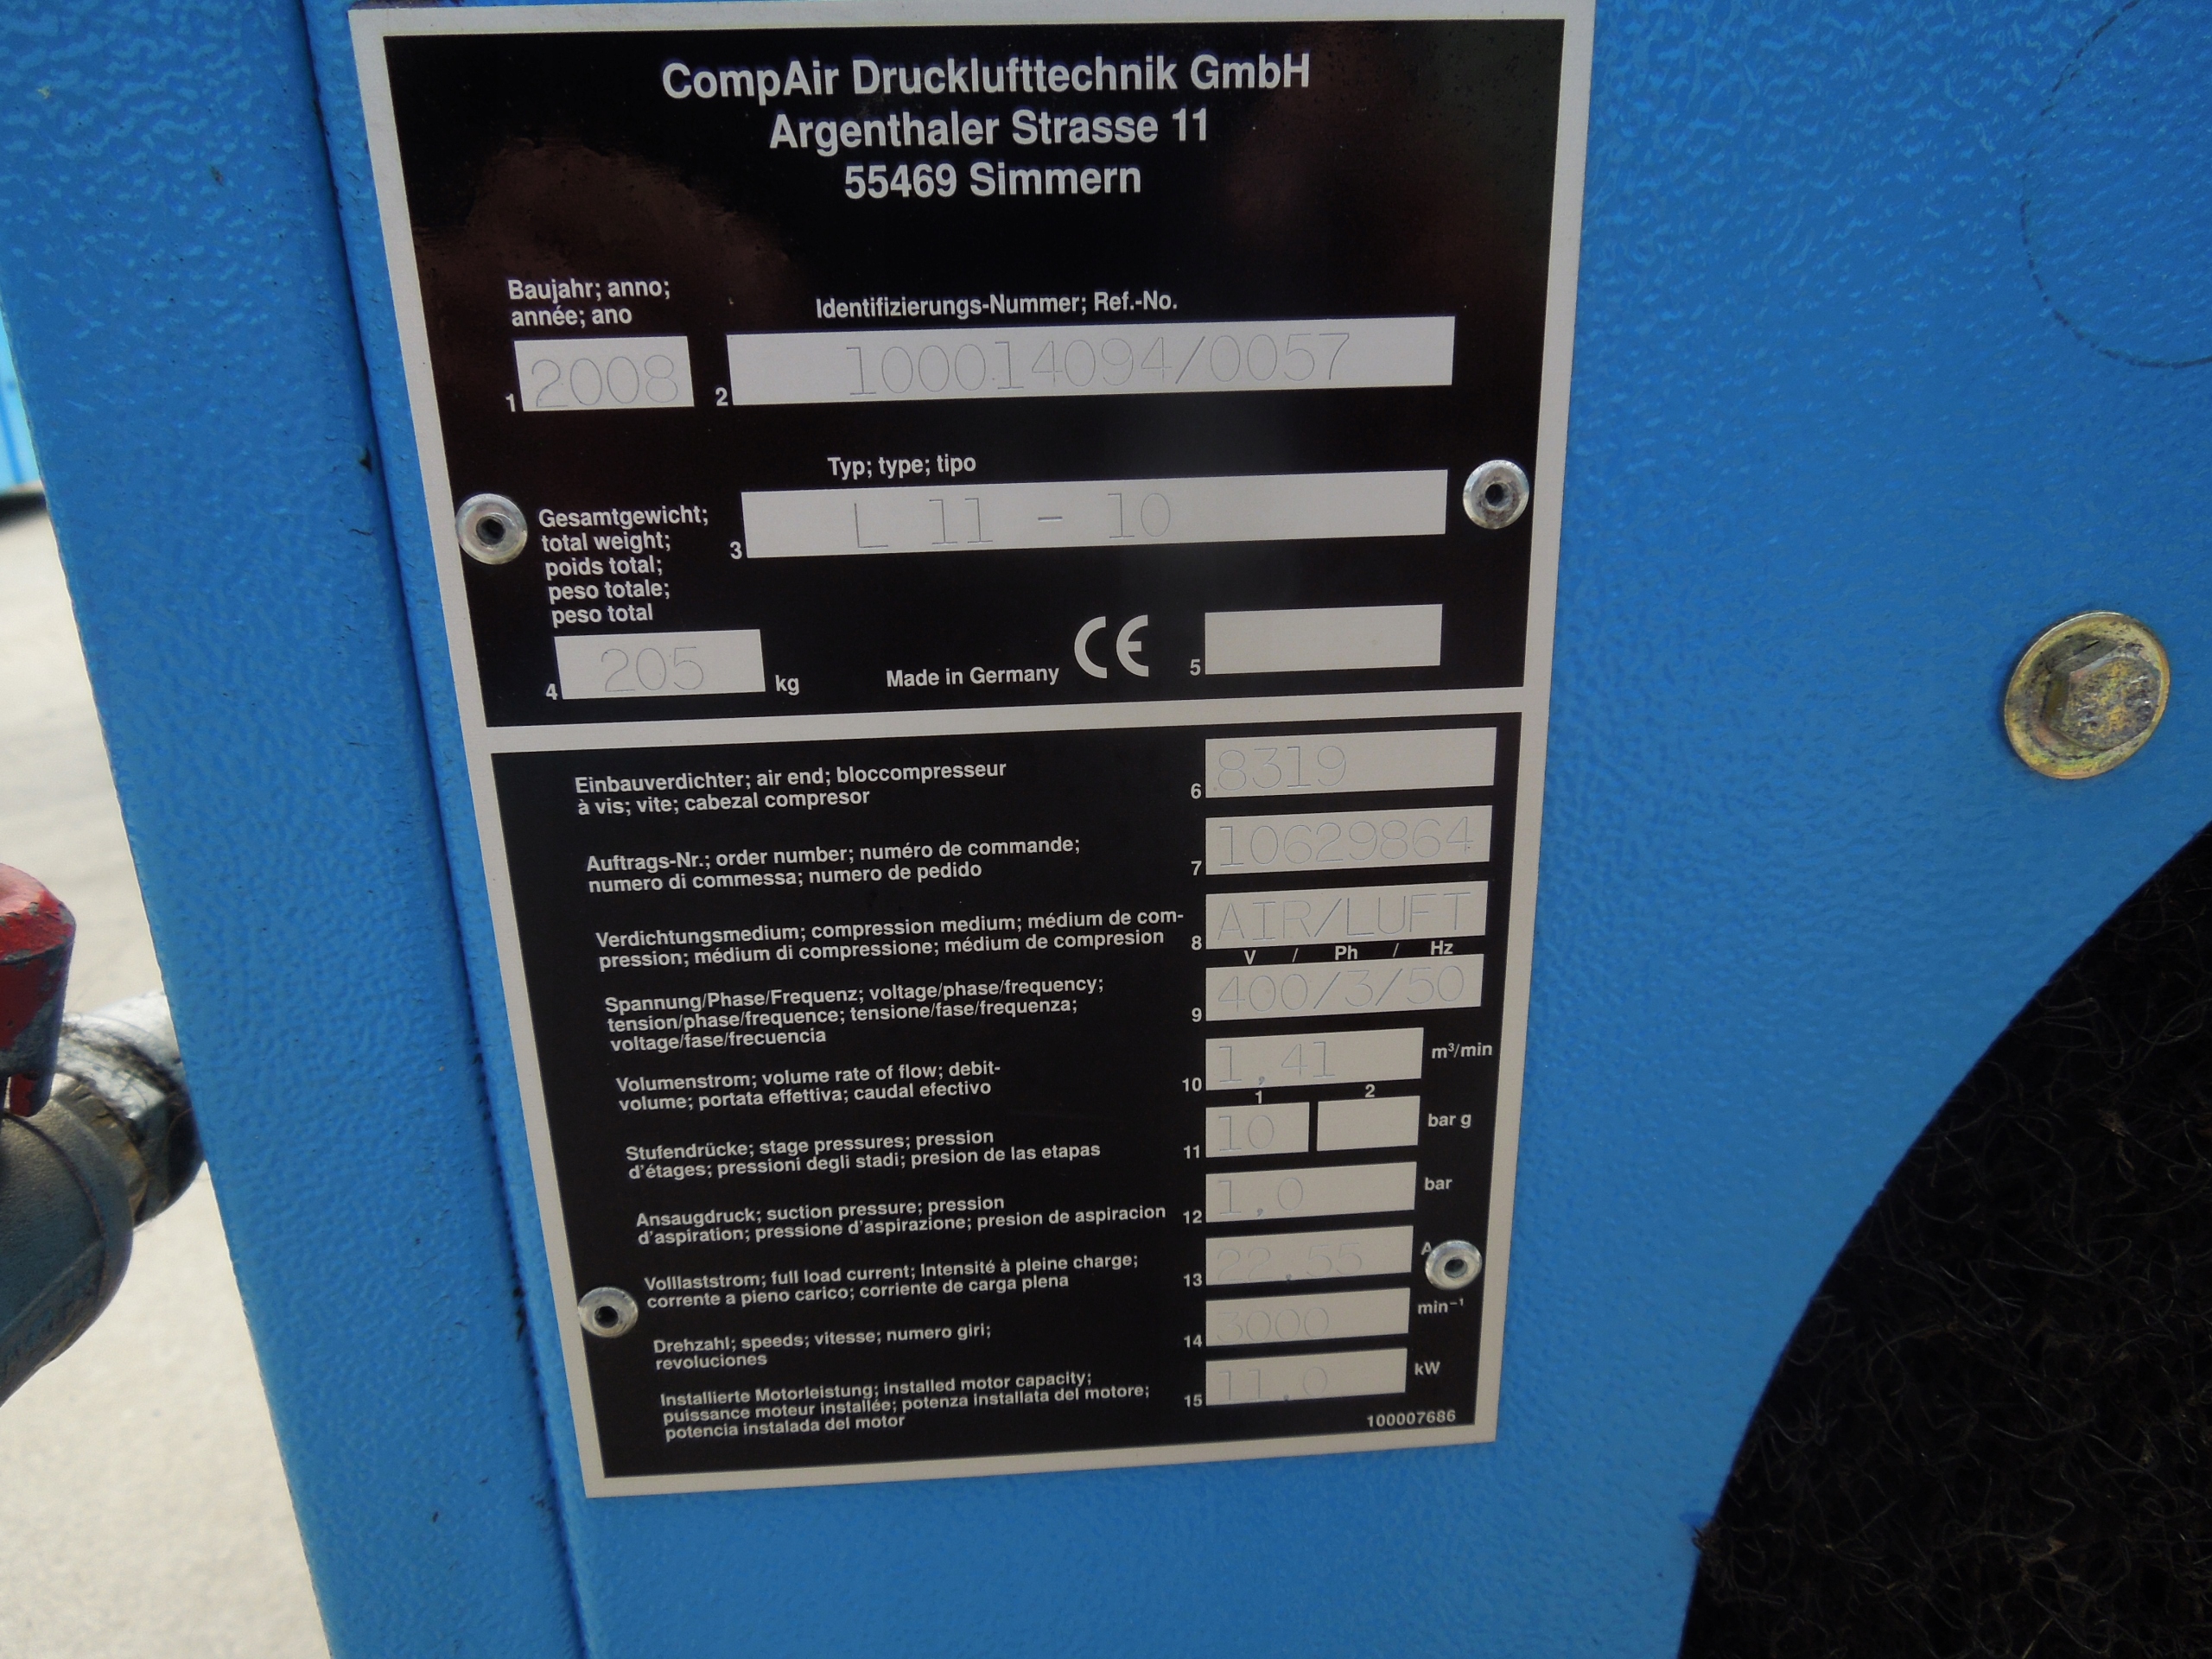 CompAir Drucklufttechnik GmbH
Argenthaler Strasse 11
55469 Simmern
Baujahr; anno;
année; ano
1 2008
Identifizierungs-Nummer; Ref.-No.
2 100014094/0057
Typ; type; tipo
3 L 11 - 10
Gesamtgewicht;
total weight;
poids total;
peso totale;
peso total
4 205 kg
Made in Germany CE 5
Einbauverdichter; air end; bloccompresseur
à vis; vite; cabezal compresor
6 8319
Auftrags-Nr.; order number; numéro de commande;
numero di commessa; numero de pedido
7 10629864
Verdichtungsmedium; compression medium; médium de com-
pression; médium di compressione; médium de compresion
8 AIR/LUFT
V / Ph / Hz
Spannung/Phase/Frequenz; voltage/phase/frequency;
tension/phase/frequence; tensione/fase/frequenza;
voltage/fase/frecuencia
9 400/3/50
Volumenstrom; volume rate of flow; debit-
volume; portata effettiva; caudal efectivo
10 1,41 m³/min
1 2
Stufendrücke; stage pressures; pression
d'étages; pressioni degli stadi; presion de las etapas
11 10 bar g
Ansaugdruck; suction pressure; pression
d'aspiration; pressione d'aspirazione; presion de aspiracion
12 1,0 bar
Volllaststrom; full load current; Intensité à pleine charge;
corrente a pieno carico; corriente de carga plena
13 22,55 A
Drehzahl; speeds; vitesse; numero giri;
revoluciones
14 3000 min⁻¹
Installierte Motorleistung; installed motor capacity;
puissance moteur installée; potenza installata del motore;
potencia instalada del motor
15 11,0 kW
100007686